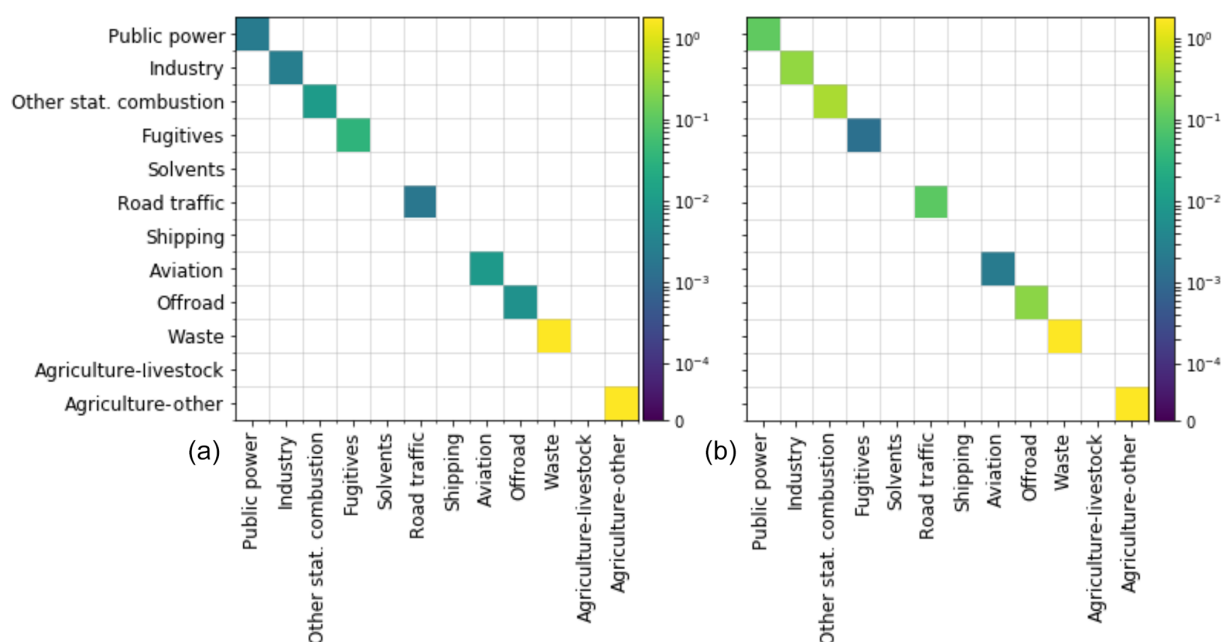 Public power
Industry
Other stat. combustion
Fugitives
Solvents
Road traffic
Shipping
Aviation
Offroad
Waste
Agriculture-livestock
Agriculture-other
10⁰
10⁻¹
10⁻²
10⁻³
10⁻⁴
0
(a)
Public power
Industry
Other stat. combustion
Fugitives
Solvents
Road traffic
Shipping
Aviation
Offroad
Waste
Agriculture-livestock
Agriculture-other
10⁰
10⁻¹
10⁻²
10⁻³
10⁻⁴
0
(b)
Public power
Industry
Other stat. combustion
Fugitives
Solvents
Road traffic
Shipping
Aviation
Offroad
Waste
Agriculture-livestock
Agriculture-other